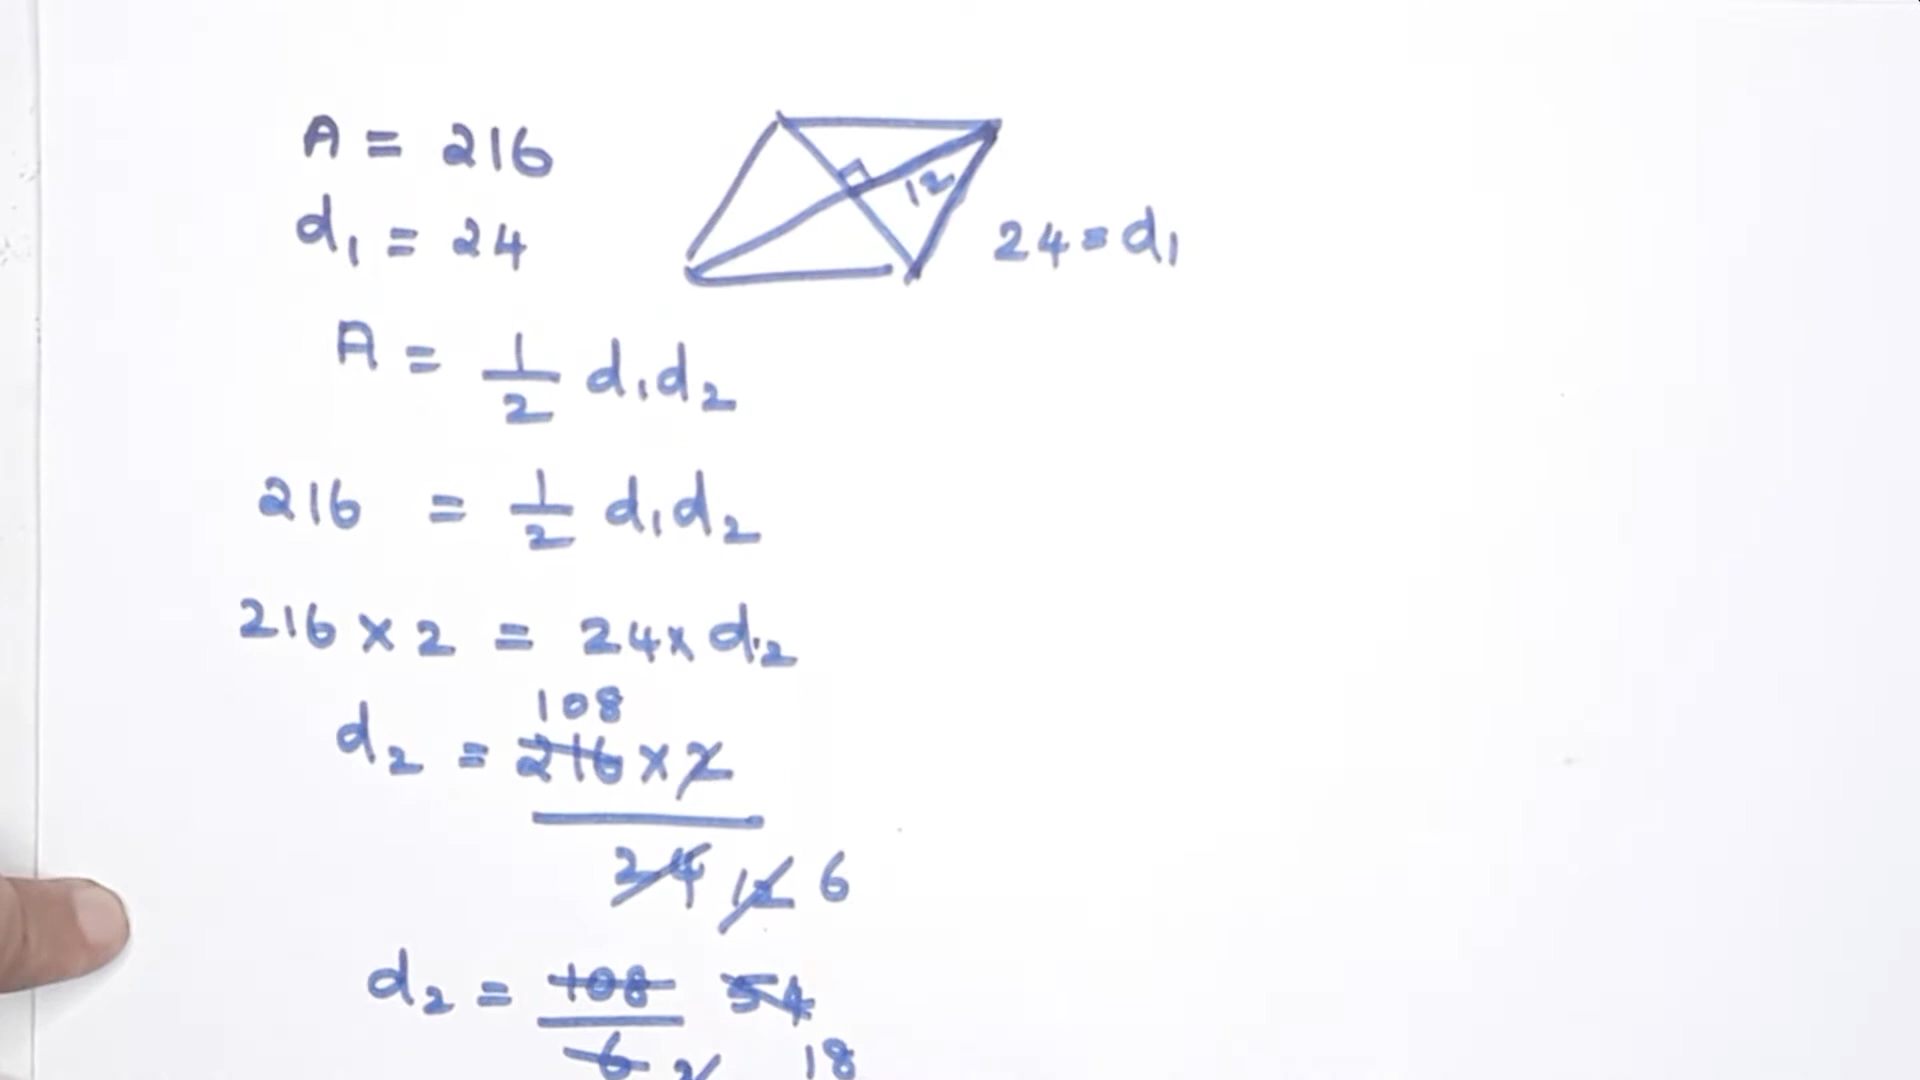 A = 216
d₁ = 24
12
24 = d₁
A = 1/2 d₁d₂
216 = 1/2 d₁d₂
216 × 2 = 24 × d₂
108
d₂ = 216 × 2
24 12 6
d₂ = 108 54
6 18